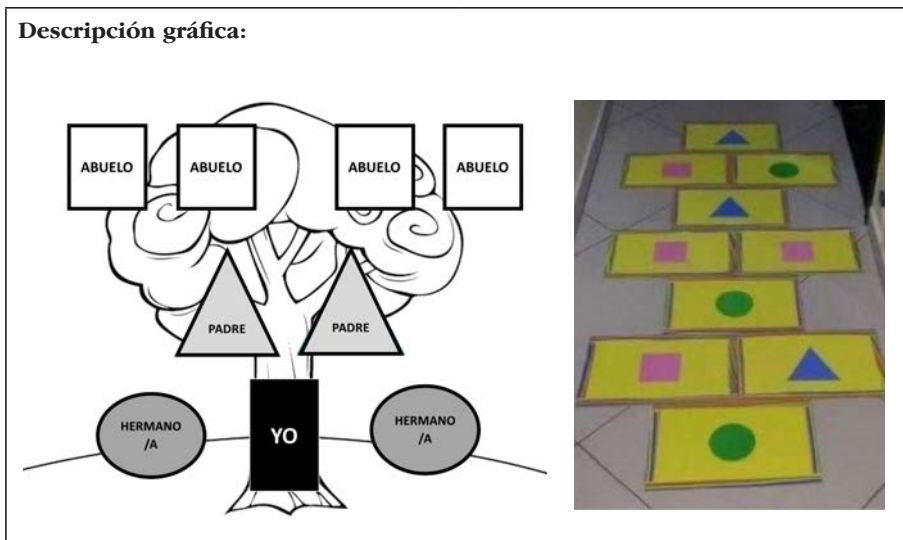 Descripción gráfica:
ABUELO ABUELO ABUELO ABUELO
PADRE PADRE
HERMANO
/A
YO
HERMANO
/A